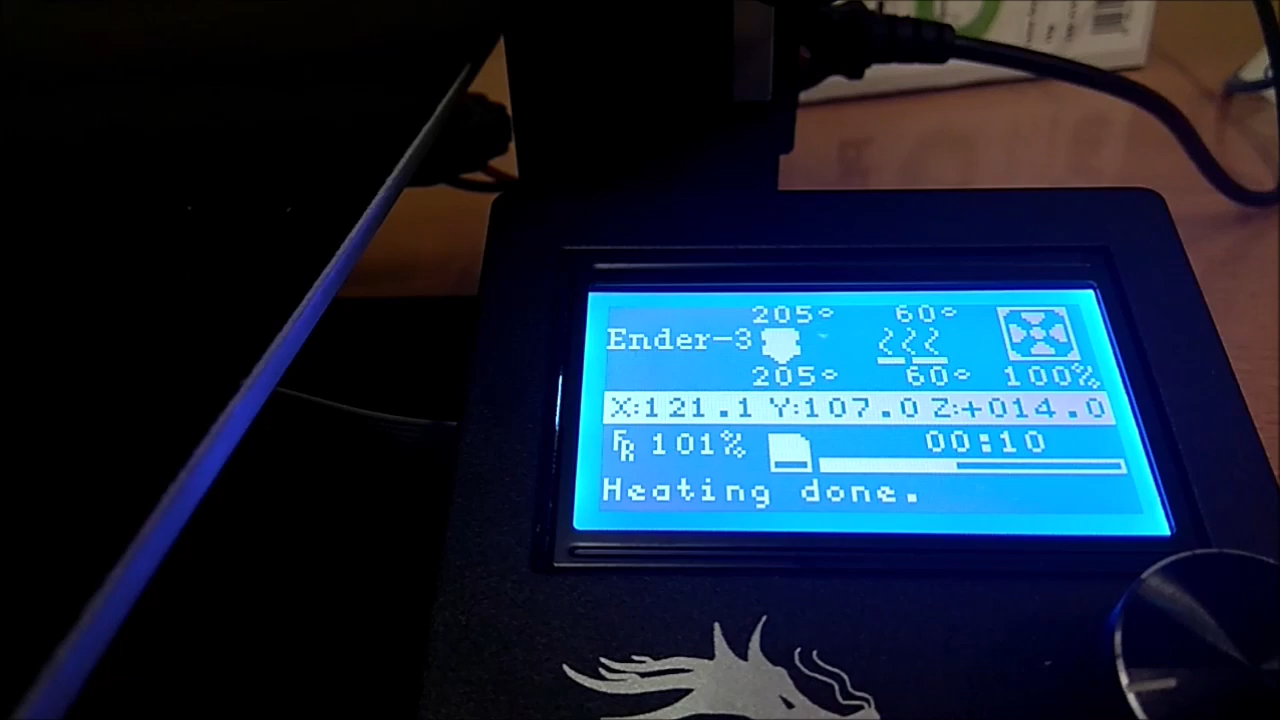 205° 60°
Ender-3
205° 60° 100%
X:121.1 Y:107.0 Z:+014.0
FR 101% 00:10
Heating done.